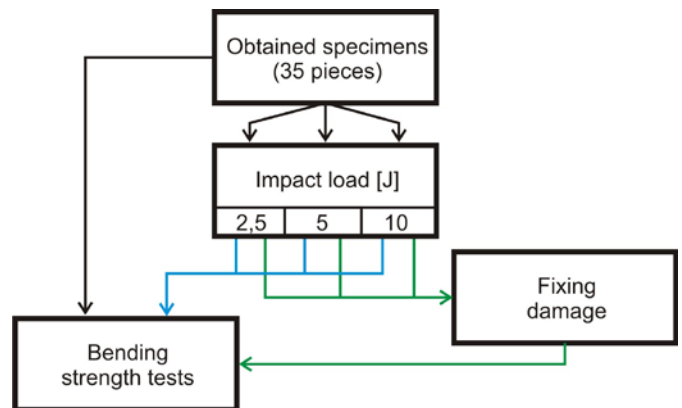 Obtained specimens
(35 pieces)
Impact load [J]
2,5 5 10
Fixing
damage
Bending
strength tests